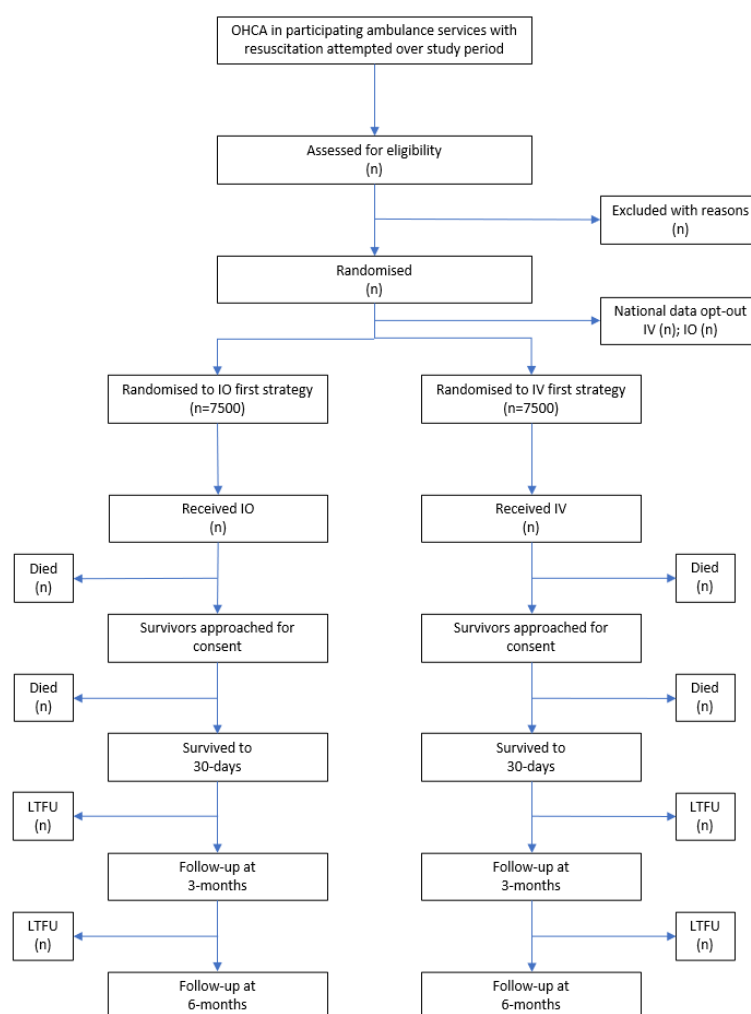 OHCA in participating ambulance services with
resuscitation attempted over study period
Assessed for eligibility
(n)
Excluded with reasons
(n)
Randomised
(n)
National data opt-out
IV (n); IO (n)
Randomised to IO first strategy
(n=7500)
Randomised to IV first strategy
(n=7500)
Received IO
(n)
Received IV
(n)
Died
(n)
Died
(n)
Survivors approached for
consent
Survivors approached for
consent
Died
(n)
Died
(n)
Survived to
30-days
Survived to
30-days
LTFU
(n)
LTFU
(n)
Follow-up at
3-months
Follow-up at
3-months
LTFU
(n)
LTFU
(n)
Follow-up at
6-months
Follow-up at
6-months